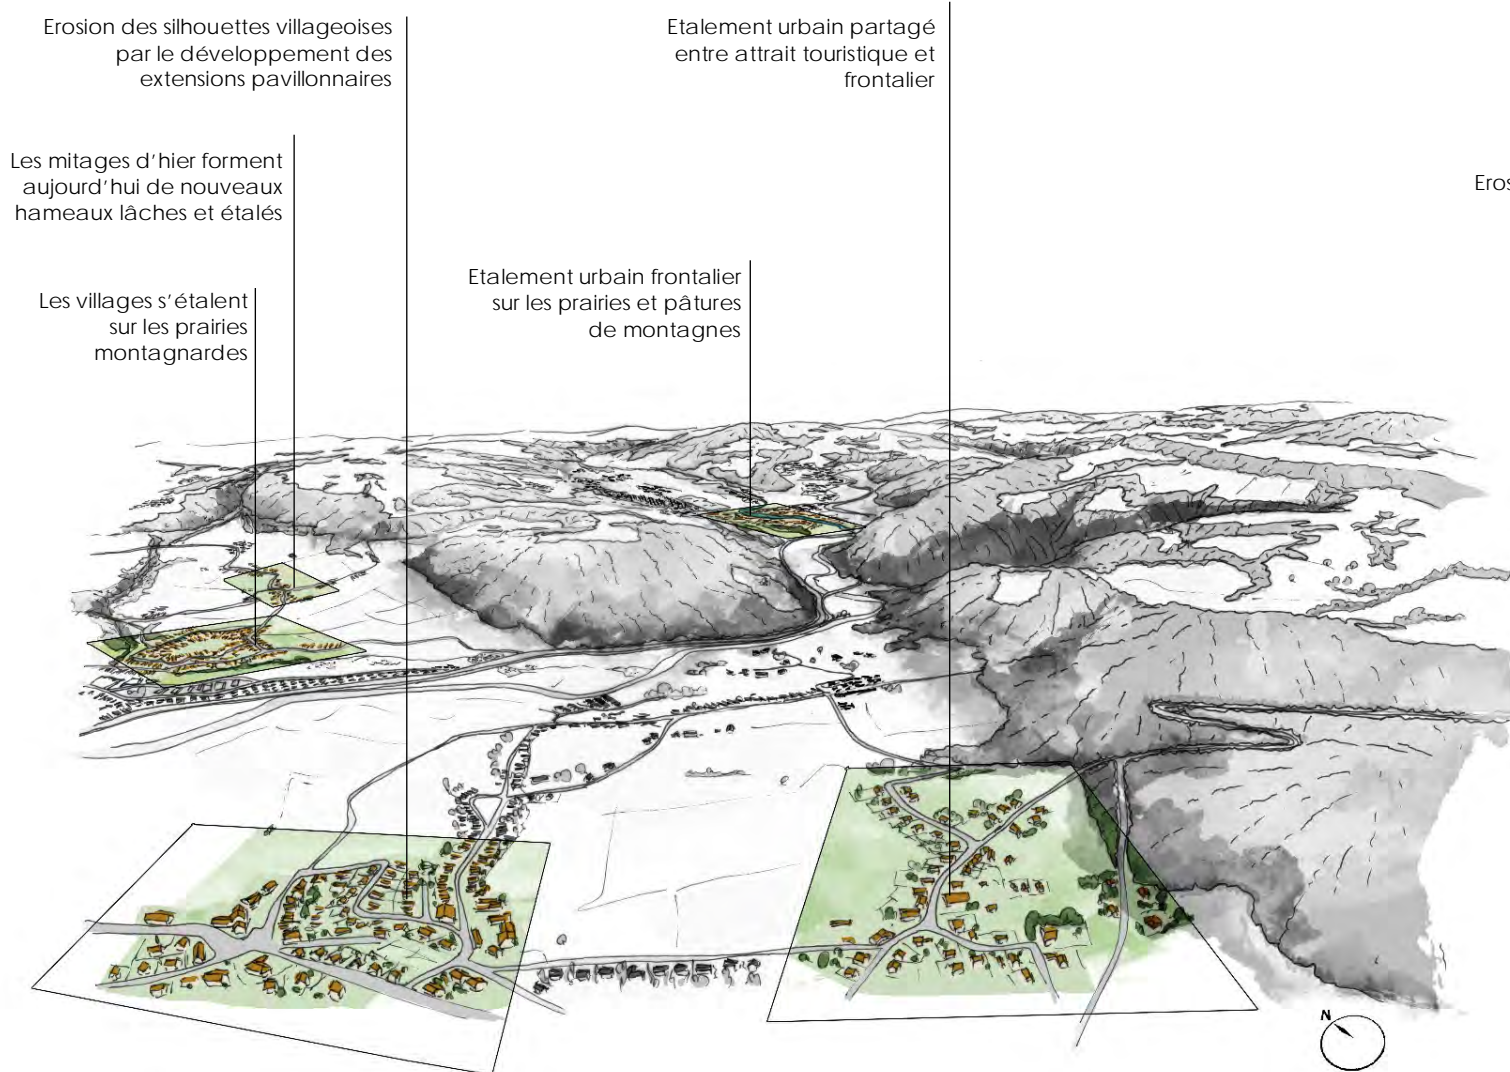 Erosion des silhouettes villageoises
par le développement des
extensions pavillonnaires
Etalement urbain partagé
entre attrait touristique et
frontalier
Les mitages d'hier forment
aujourd'hui de nouveaux
hameaux lâches et étalés
Eros
Etalement urbain frontalier
sur les prairies et pâtures
de montagnes
Les villages s'étalent
sur les prairies
montagnardes
N